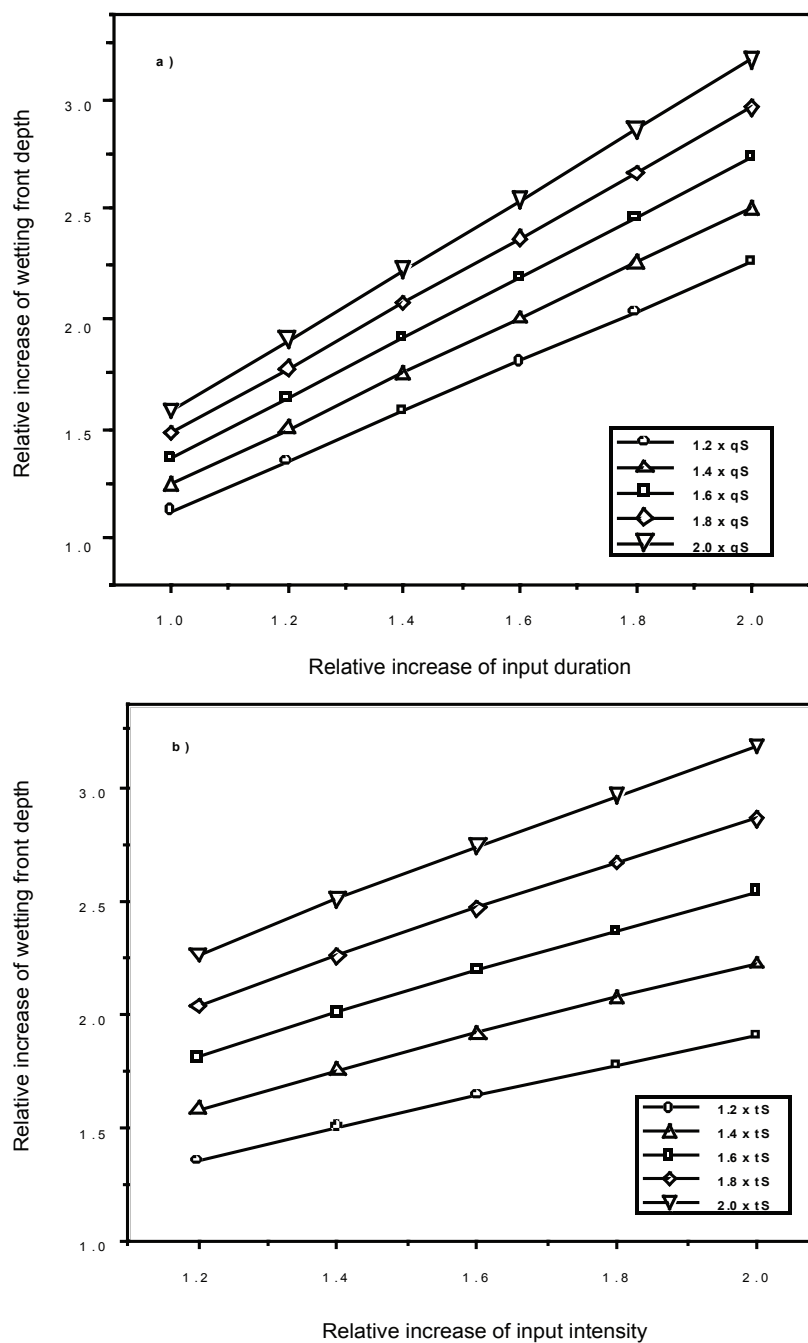 a )
Relative increase of wetting front depth
3.0
2.5
2.0
1.5
1.0
1.2 x qS
1.4 x qS
1.6 x qS
1.8 x qS
2.0 x qS
1.0 1.2 1.4 1.6 1.8 2.0
Relative increase of input duration
b )
Relative increase of wetting front depth
3.0
2.5
2.0
1.5
1.0
1.2 x tS
1.4 x tS
1.6 x tS
1.8 x tS
2.0 x tS
1.2 1.4 1.6 1.8 2.0
Relative increase of input intensity